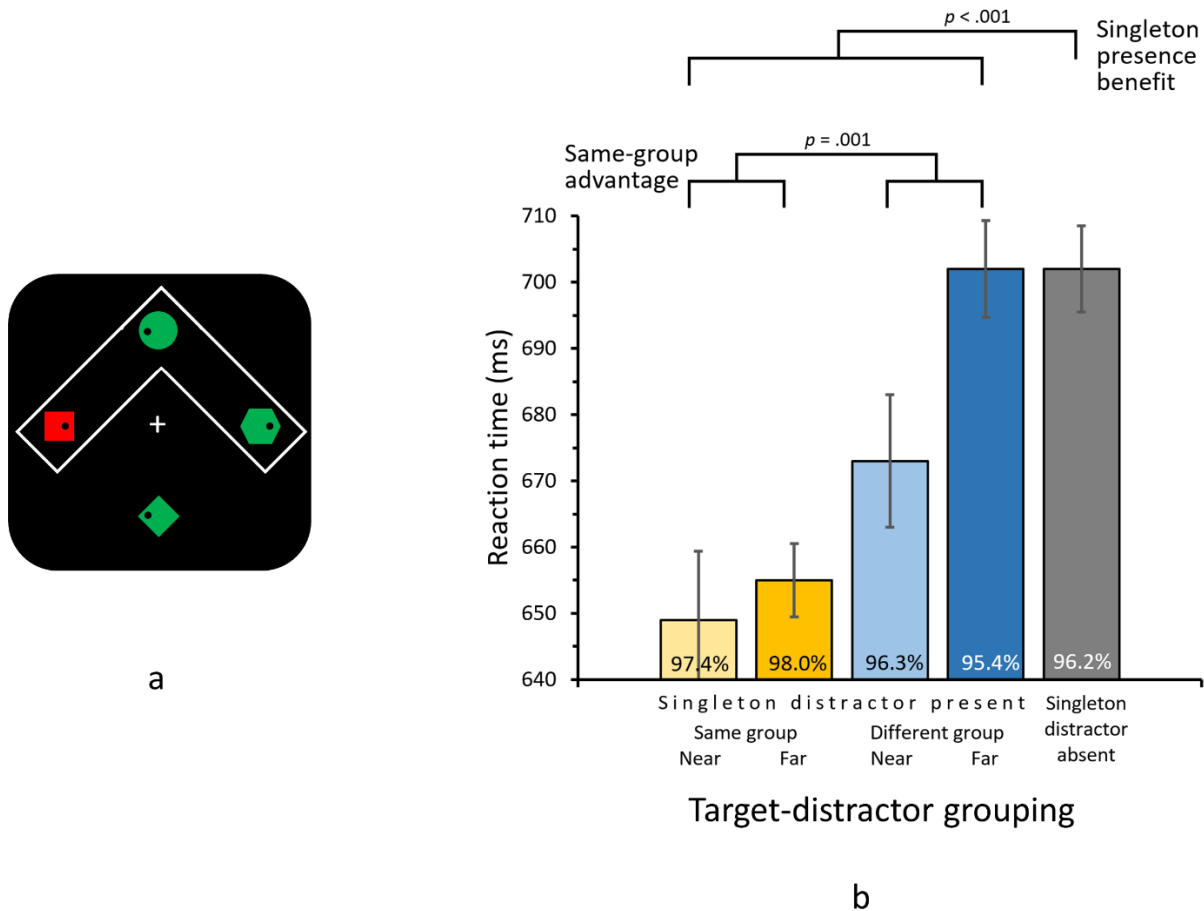 p < .001
Singleton
presence
benefit
p = .001
Same-group
advantage
Reaction time (ms)
710
700
690
680
670
660
650
640
97.4% 98.0% 96.3% 95.4% 96.2%
Singleton distractor present
Same group Different group
Near Far Near Far
Singleton
distractor
absent
Target-distractor grouping
a
b